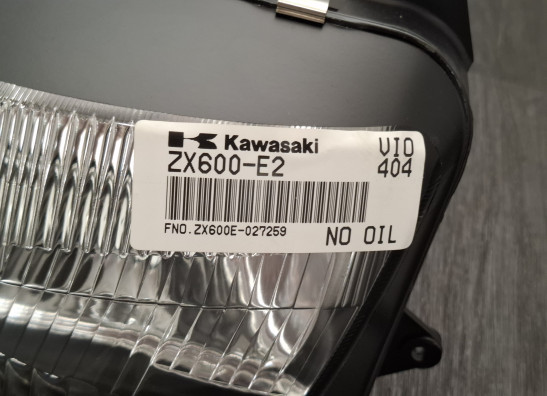 Kawasaki VIO
ZX600-E2 404
FNO.ZX600E-027259 NO OIL